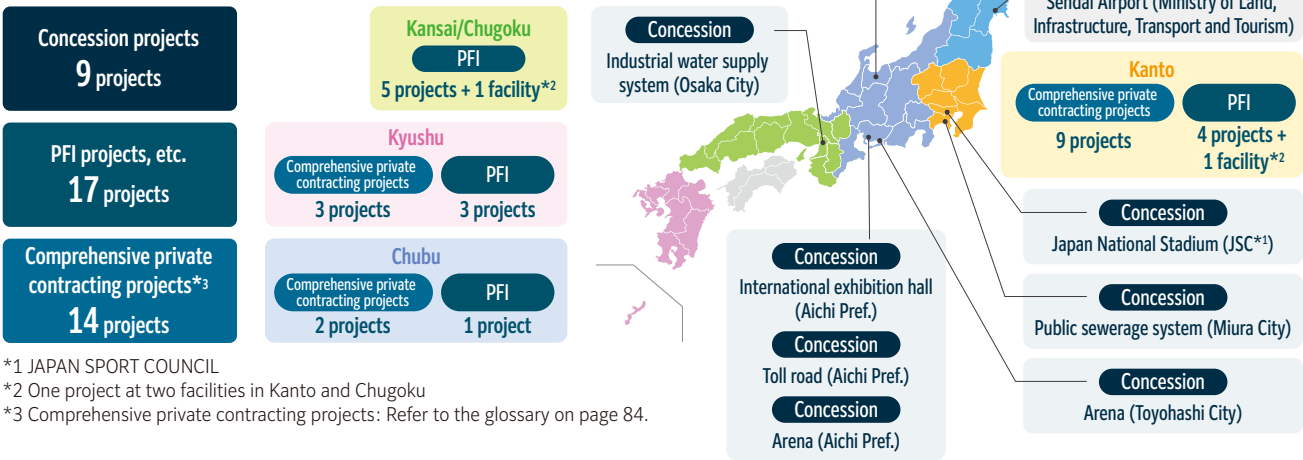 Concession projects
9 projects
PFI projects, etc.
17 projects
Comprehensive private
contracting projects*3
14 projects
Kansai/Chugoku
PFI
5 projects + 1 facility*2
Kyushu
Comprehensive private
contracting projects
PFI
3 projects
3 projects
Chubu
Comprehensive private
contracting projects
PFI
2 projects
1 project
Concession
Industrial water supply
system (Osaka City)
Sendai Airport (Ministry of Land,
Infrastructure, Transport and Tourism)
Kanto
Comprehensive private
contracting projects
PFI
9 projects
4 projects +
1 facility*2
Concession
Japan National Stadium (JSC*1)
Concession
Public sewerage system (Miura City)
Concession
Arena (Toyohashi City)
Concession
International exhibition hall
(Aichi Pref.)
Concession
Toll road (Aichi Pref.)
Concession
Arena (Aichi Pref.)
*1 JAPAN SPORT COUNCIL
*2 One project at two facilities in Kanto and Chugoku
*3 Comprehensive private contracting projects: Refer to the glossary on page 84.